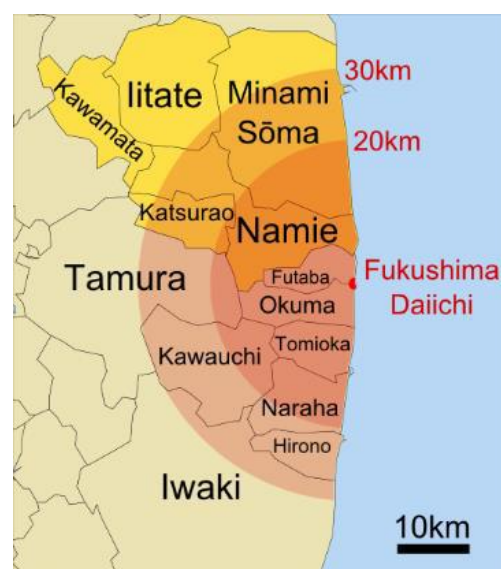 30km
Iitate
Minami
Sōma
Kawamata
20km
Katsurao
Namie
Tamura
Futaba
Fukushima
Daiichi
Okuma
Tomioka
Kawauchi
Naraha
Hirono
Iwaki
10km